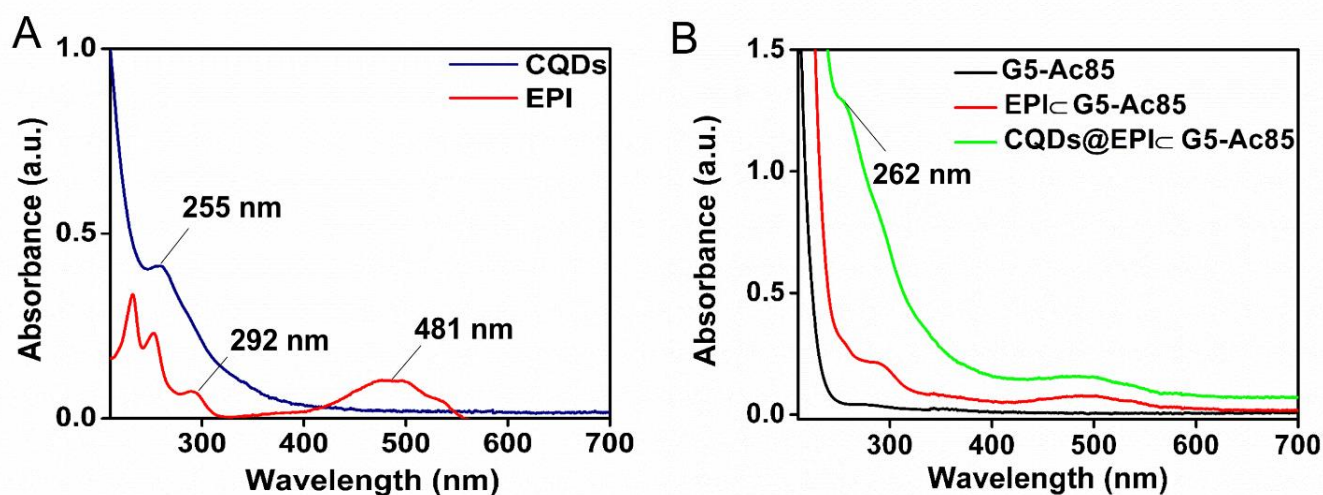 A
1.0
0.5
0.0
Absorbance (a.u.)
CQDs
EPI
255 nm
292 nm
481 nm
300 400 500 600 700
Wavelength (nm)
B
1.5
1.0
0.5
0.0
Absorbance (a.u.)
G5-Ac85
EPI⊂ G5-Ac85
CQDs@EPI⊂ G5-Ac85
262 nm
300 400 500 600 700
Wavelength (nm)